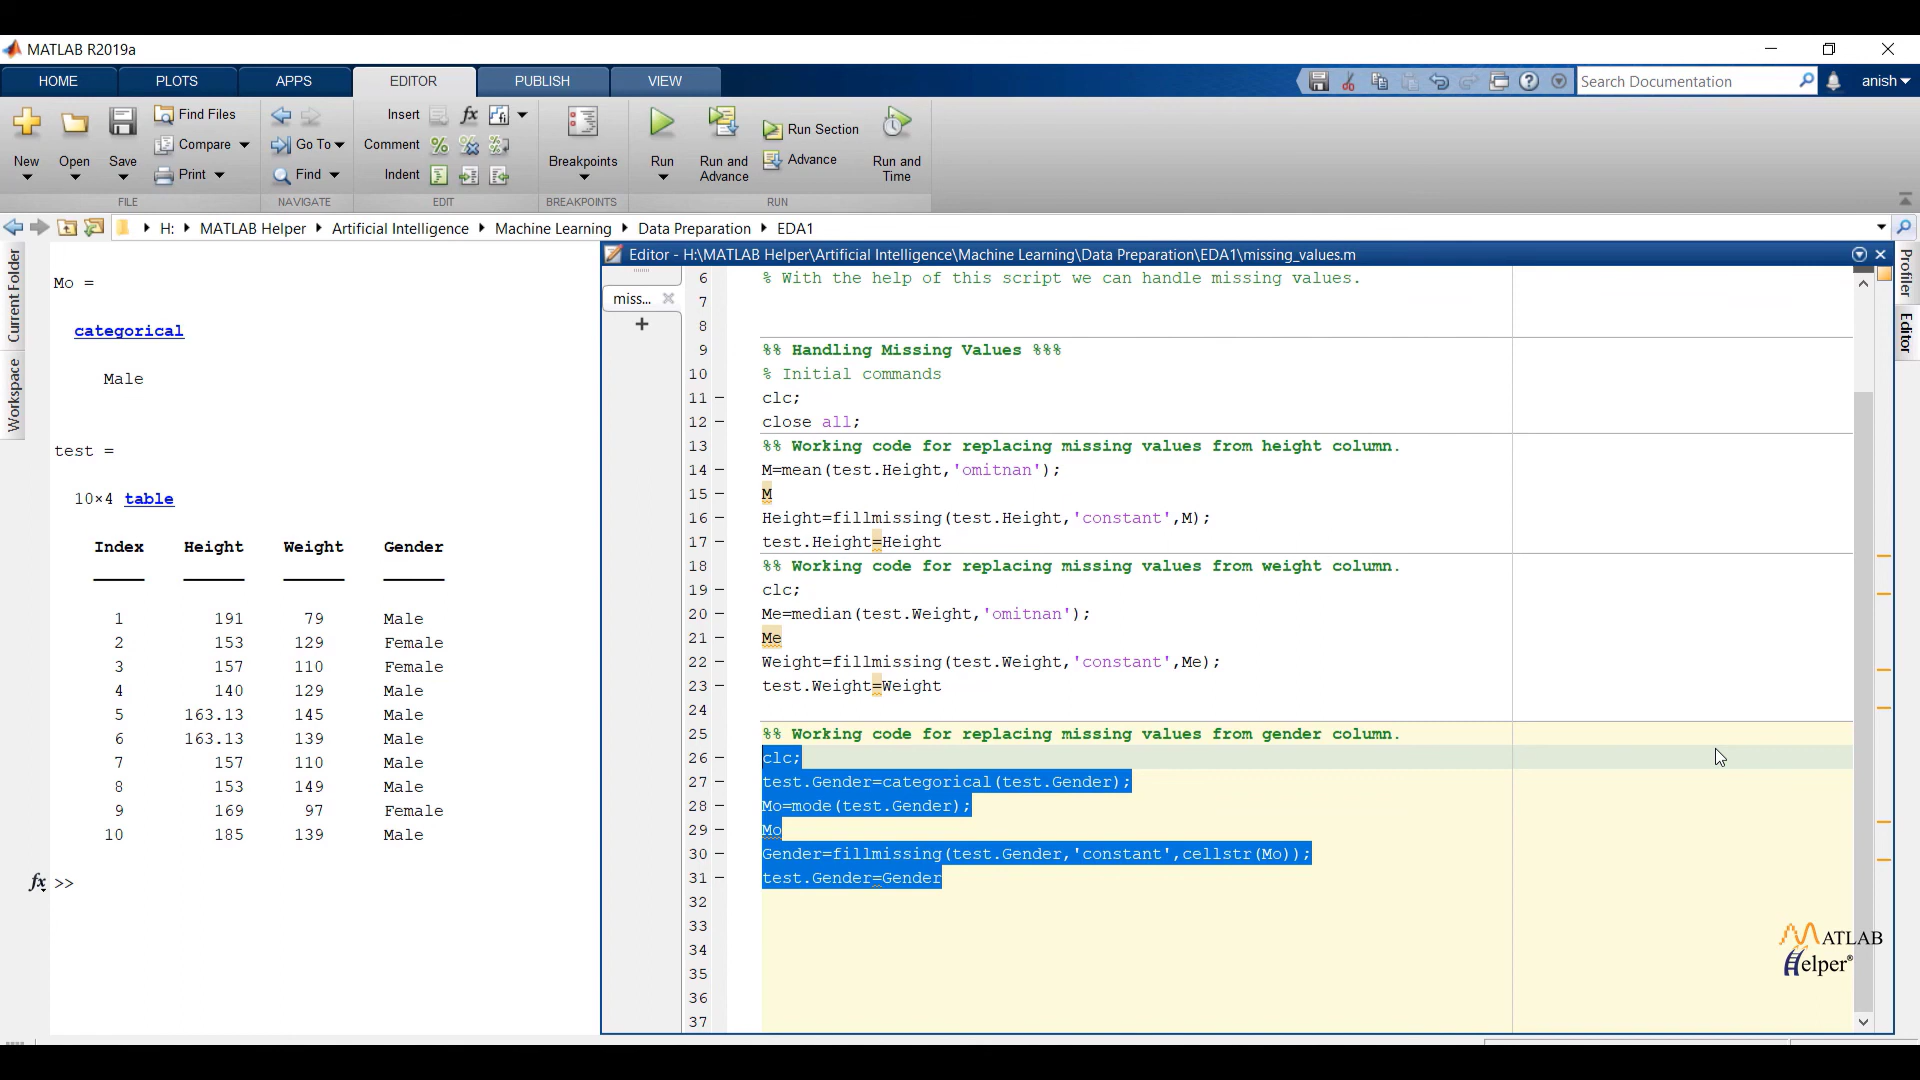 MATLAB R2019a
HOME PLOTS APPS EDITOR PUBLISH VIEW Search Documentation anish
New Open Save Find Files Compare Print
FILE
Go To Find
NAVIGATE
Insert fx fi
Comment % %
Indent
EDIT
Breakpoints
BREAKPOINTS
Run Run and Advance Run Section Advance Run and Time
RUN
H: MATLAB Helper Artificial Intelligence Machine Learning Data Preparation EDA1
Current Folder
Workspace
Mo =
categorical
Male
test =
10×4 table
Index Height Weight Gender
1 191 79 Male
2 153 129 Female
3 157 110 Female
4 140 129 Male
5 163.13 145 Male
6 163.13 139 Male
7 157 110 Male
8 153 149 Male
9 169 97 Female
10 185 139 Male
fx >>
Editor - H:\MATLAB Helper\Artificial Intelligence\Machine Learning\Data Preparation\EDA1\missing_values.m
miss...
+
6 % With the help of this script we can handle missing values.
7
8
9 %% Handling Missing Values %%%
10 % Initial commands
11 – clc;
12 – close all;
13 %% Working code for replacing missing values from height column.
14 – M=mean(test.Height,'omitnan');
15 – M
16 – Height=fillmissing(test.Height,'constant',M);
17 – test.Height=Height
18 %% Working code for replacing missing values from weight column.
19 – clc;
20 – Me=median(test.Weight,'omitnan');
21 – Me
22 – Weight=fillmissing(test.Weight,'constant',Me);
23 – test.Weight=Weight
24
25 %% Working code for replacing missing values from gender column.
26 – clc;
27 – test.Gender=categorical(test.Gender);
28 – Mo=mode(test.Gender);
29 – Mo
30 – Gender=fillmissing(test.Gender,'constant',cellstr(Mo));
31 – test.Gender=Gender
32
33
34
35
36
37
Profiler
Editor
MATLAB
Helper®